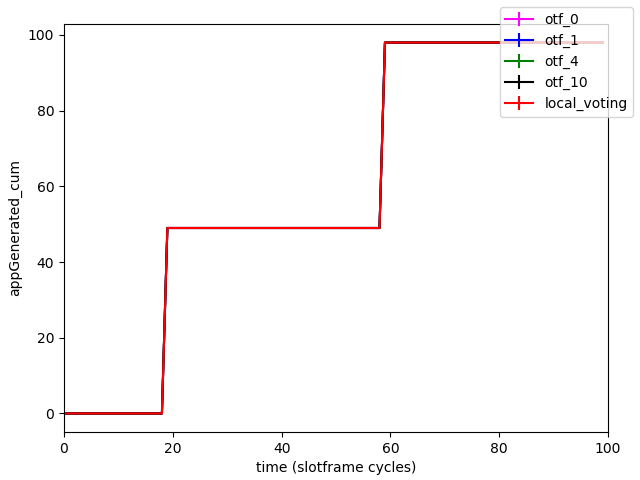 otf_0
otf_1
otf_4
otf_10
local_voting
100
80
60
40
20
0
appGenerated_cum
0 20 40 60 80 100
time (slotframe cycles)